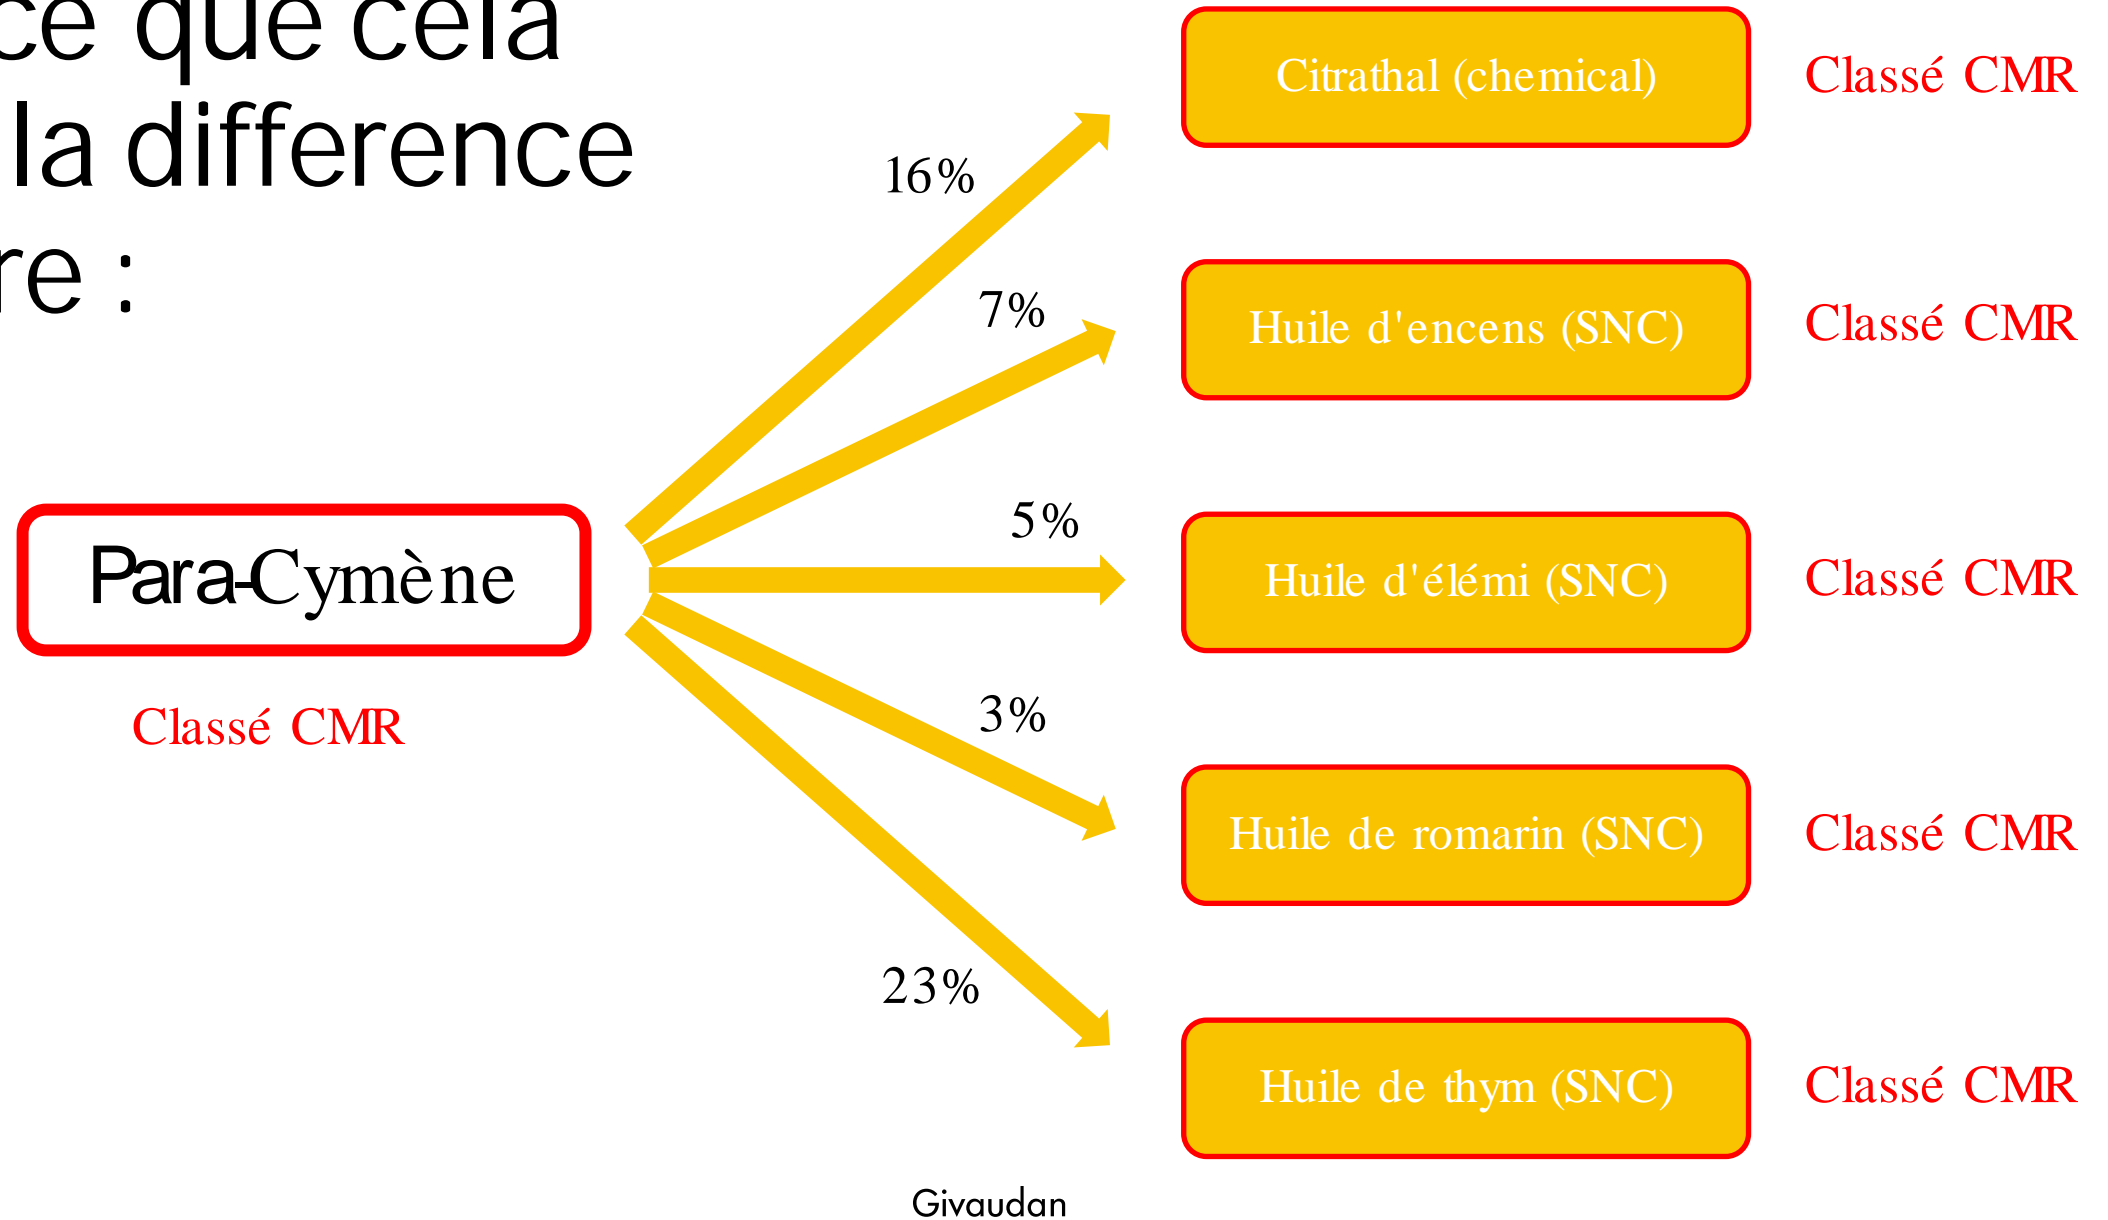 ce que cela
la difference
re :
Citrathal (chemical)
Classé CMR
16%
7%
Huile d'encens (SNC)
Classé CMR
5%
Para-Cymène
Huile d'élémi (SNC)
Classé CMR
Classé CMR
3%
Huile de romarin (SNC)
Classé CMR
23%
Huile de thym (SNC)
Classé CMR
Givaudan